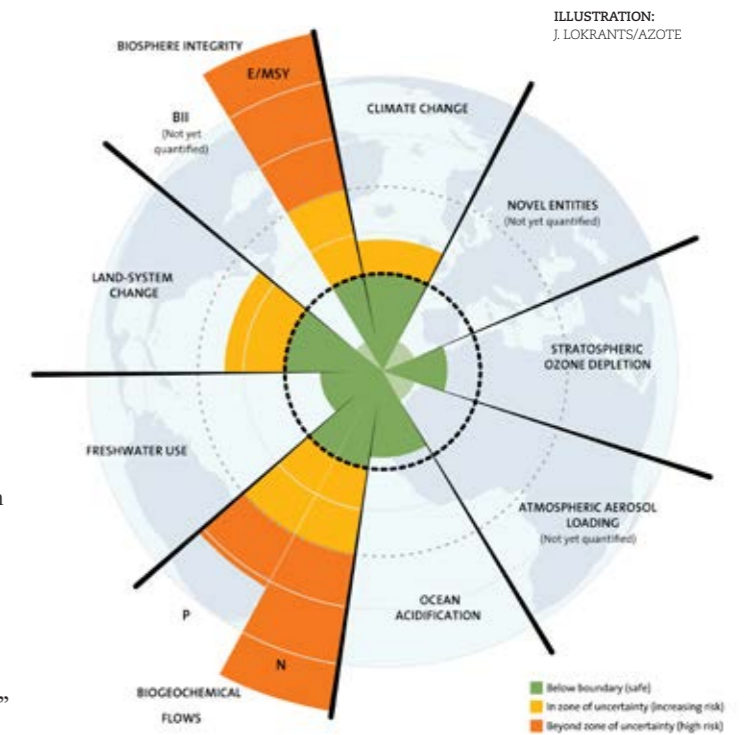 ILLUSTRATION:
J. LOKRANTS/AZOTE
BIOSPHERE INTEGRITY
E/MSY
CLIMATE CHANGE
BII
(Not yet
quantified)
NOVEL ENTITIES
(Not yet quantified)
LAND-SYSTEM
CHANGE
STRATOSPHERIC
OZONE DEPLETION
FRESHWATER USE
ATMOSPHERIC AEROSOL
LOADING
(Not yet quantified)
OCEAN
ACIDIFICATION
P
N
BIOGEOCHEMICAL
FLOWS
Below boundary (safe)
In zone of uncertainty (increasing risk)
Beyond zone of uncertainty (high risk)